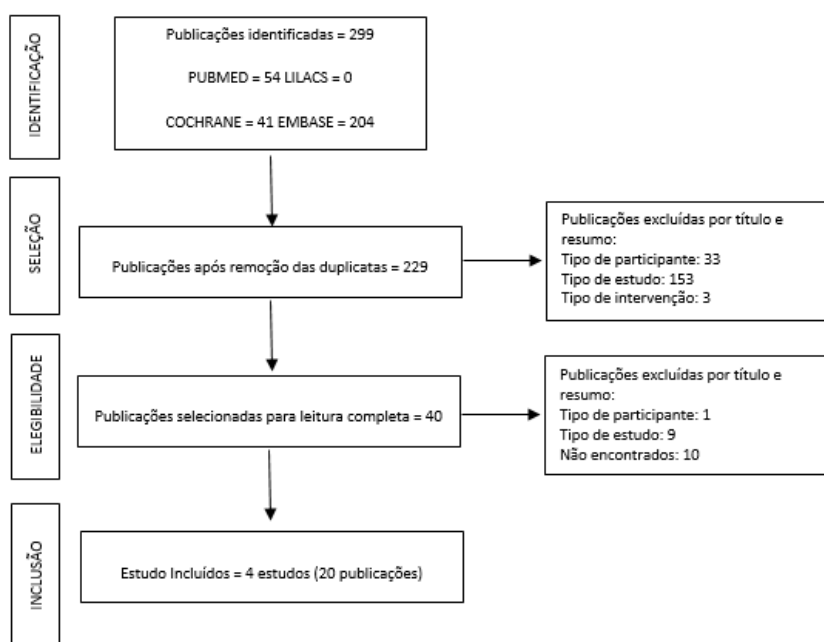 IDENTIFICAÇÃO
Publicações identificadas = 299
PUBMED = 54 LILACS = 0
COCHRANE = 41 EMBASE = 204
SELEÇÃO
Publicações após remoção das duplicatas = 229
Publicações excluídas por título e
resumo:
Tipo de participante: 33
Tipo de estudo: 153
Tipo de intervenção: 3
ELEGIBILIDADE
Publicações selecionadas para leitura completa = 40
Publicações excluídas por título e
resumo:
Tipo de participante: 1
Tipo de estudo: 9
Não encontrados: 10
INCLUSÃO
Estudo Incluídos = 4 estudos (20 publicações)